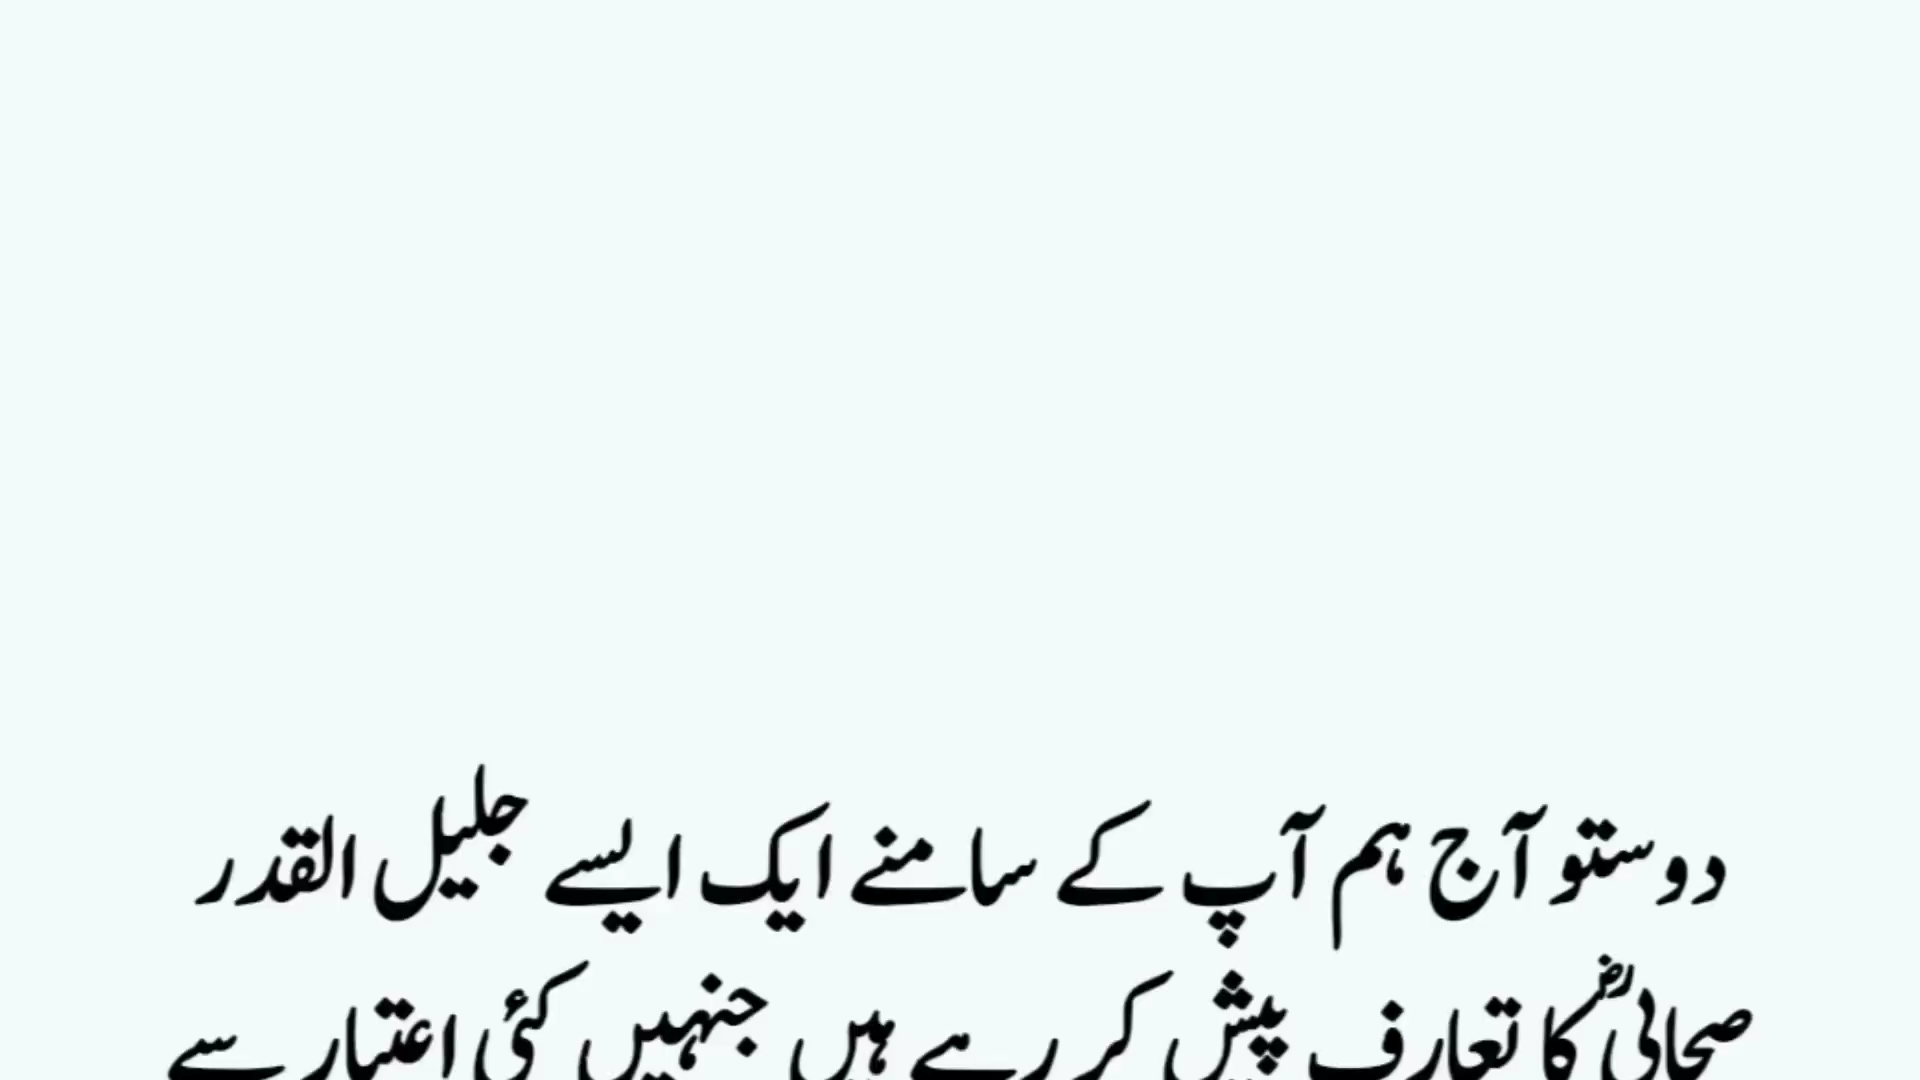 دوستو آج ہم آپ کے سامنے ایک ایسے جلیل القدر
صحابیؓ کا تعارف پیش کر رہے ہیں جنہیں کئی اعتبار سے